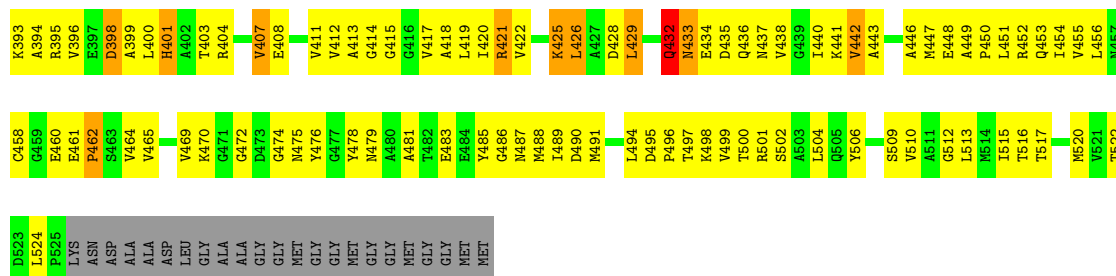 K393 A394 R395 V396 E397 D398 A399 L400 H401 A402 T403 R404 V407 E408 V411 V412 A413 G414 G415 G416 V417 A418 L419 I420 R421 V422 K425 L426 A427 D428 L429 Q432 N433 E434 D435 Q436 N437 V438 G439 I440 K441 V442 A443 A446 M447 E448 A449 P450 L451 R452 Q453 I454 V455 L456 N457
C458 G459 E460 E461 P462 S463 V464 V465 V469 K470 G471 G472 D473 G474 N475 Y476 G477 Y478 N479 A480 A481 T482 E483 E484 Y485 G486 N487 M488 I489 D490 M491 L494 D495 P496 T497 K498 V499 T500 R501 S502 A503 L504 Q505 Y506 S509 V510 A511 G512 L513 M514 I515 T516 T517 M520 V521 T522
D523 L524 P525 LYS ASN ASP ALA ALA ASP LEU GLY ALA ALA GLY GLY MET GLY GLY MET GLY GLY MET GLY GLY MET MET